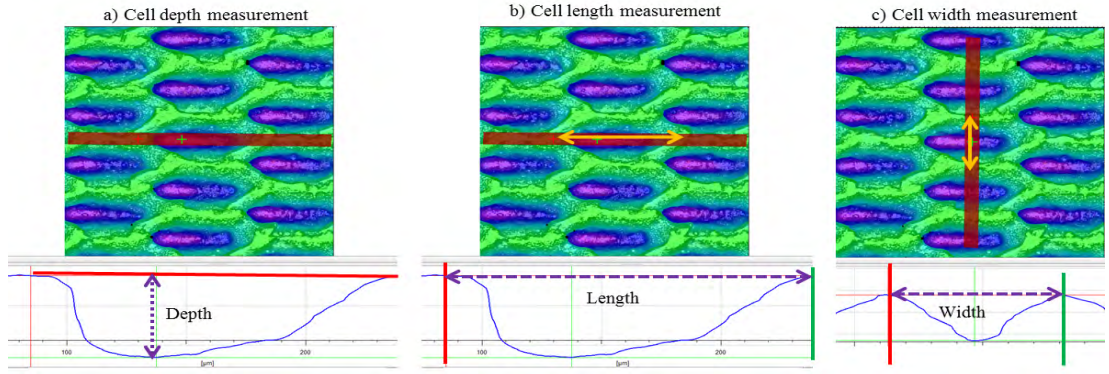 a) Cell depth measurement
b) Cell length measurement
c) Cell width measurement
Depth
100
200
[µm]
Length
100
200
[µm]
Width